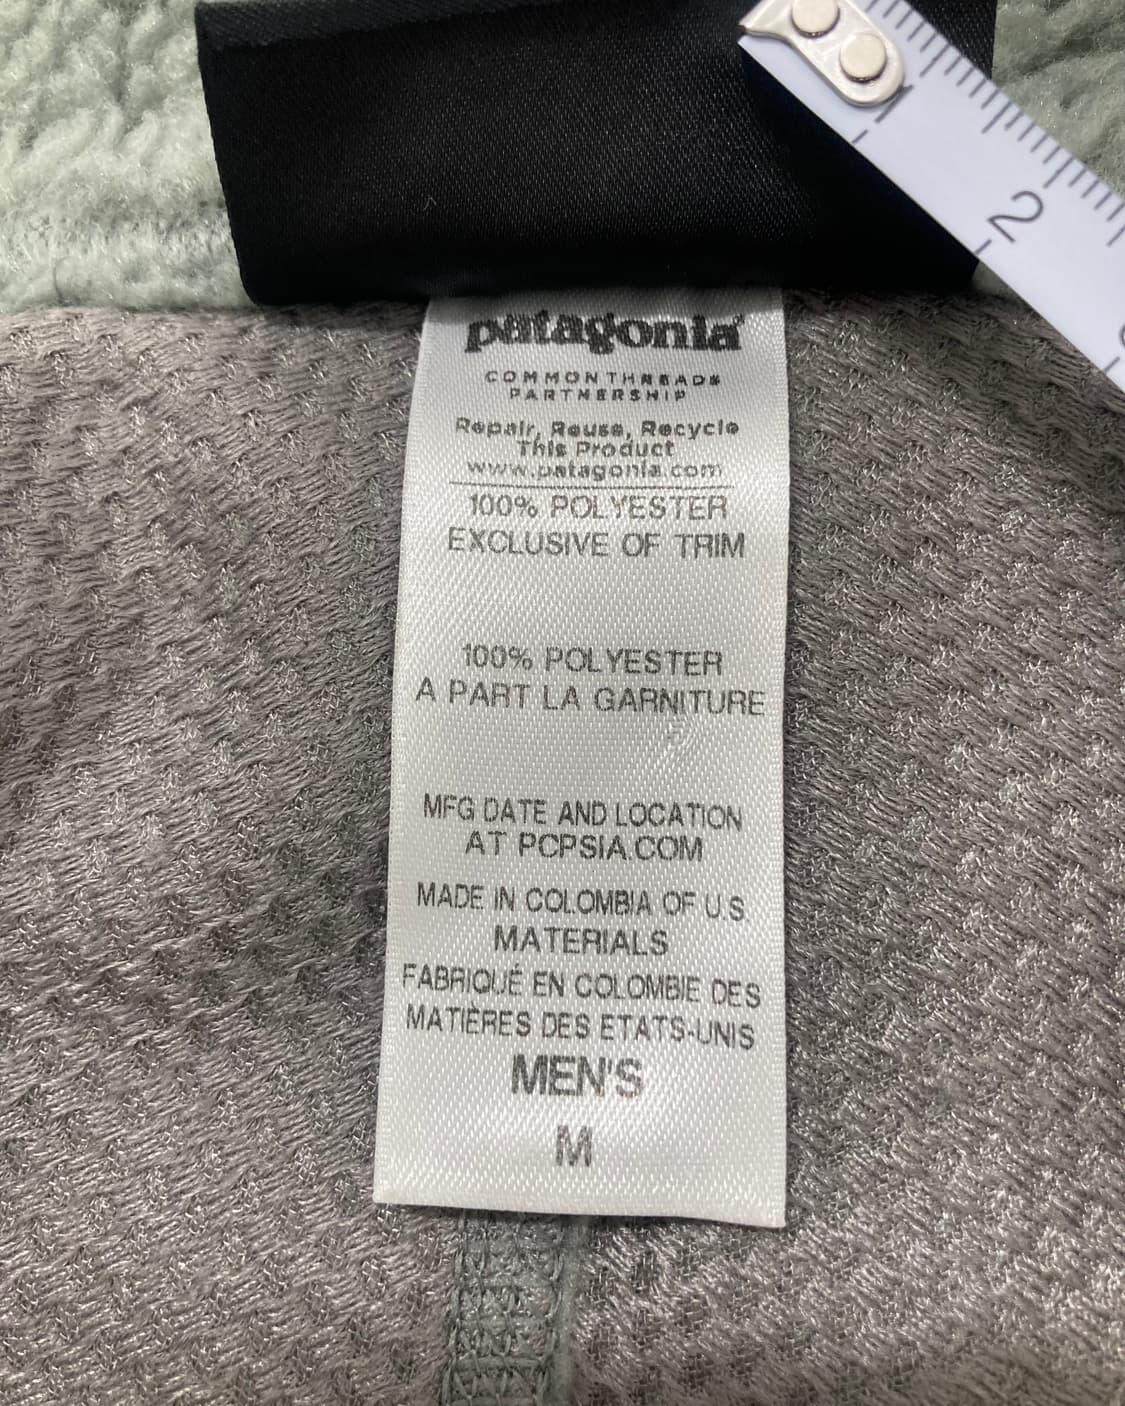 1
2
patagonia®
COMMON THREADS
PARTNERSHIP
Repair, Reuse, Recycle
This Product
www.patagonia.com
100% POLYESTER
EXCLUSIVE OF TRIM
100% POLYESTER
A PART LA GARNITURE
MFG DATE AND LOCATION
AT PCPSIA.COM
MADE IN COLOMBIA OF U.S.
MATERIALS
FABRIQUÉ EN COLOMBIE DES
MATIÈRES DES ETATS-UNIS
MEN'S
M